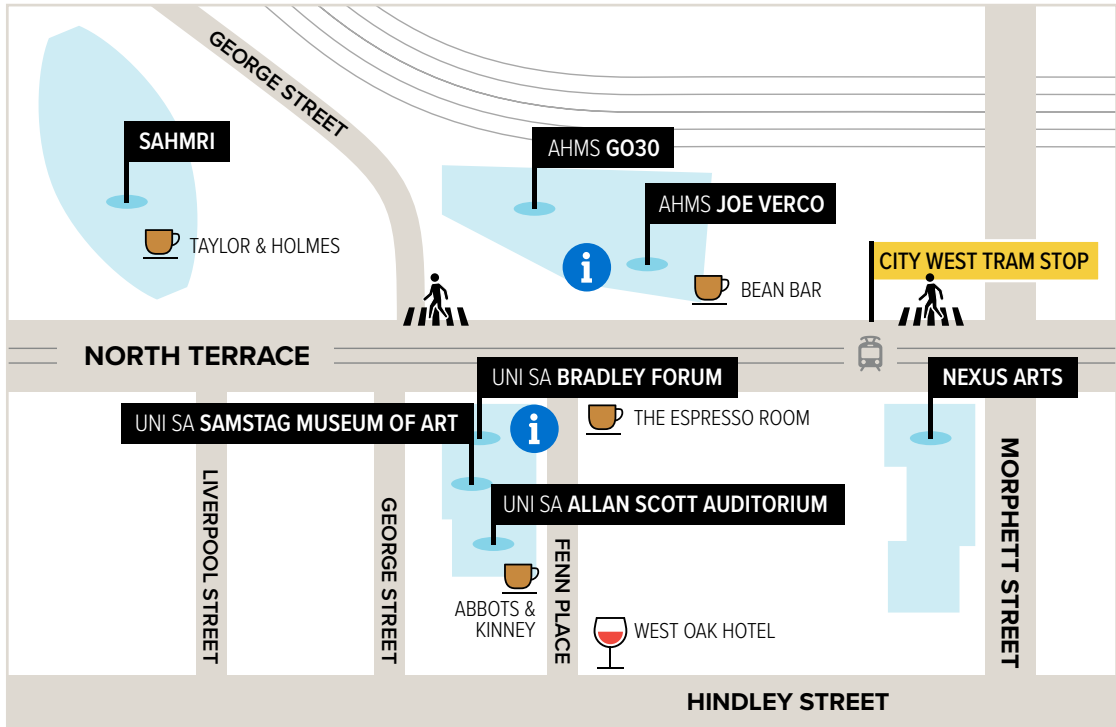 GEORGE STREET
SAHMRI
AHMS GO30
AHMS JOE VERCO
TAYLOR & HOLMES
CITY WEST TRAM STOP
i
BEAN BAR
NORTH TERRACE
UNI SA BRADLEY FORUM
NEXUS ARTS
UNI SA SAMSTAG MUSEUM OF ART
i
THE ESPRESSO ROOM
LIVERPOOL STREET
GEORGE STREET
UNI SA ALLAN SCOTT AUDITORIUM
FENN PLACE
MORPHETT STREET
ABBOTS &
KINNEY
WEST OAK HOTEL
HINDLEY STREET